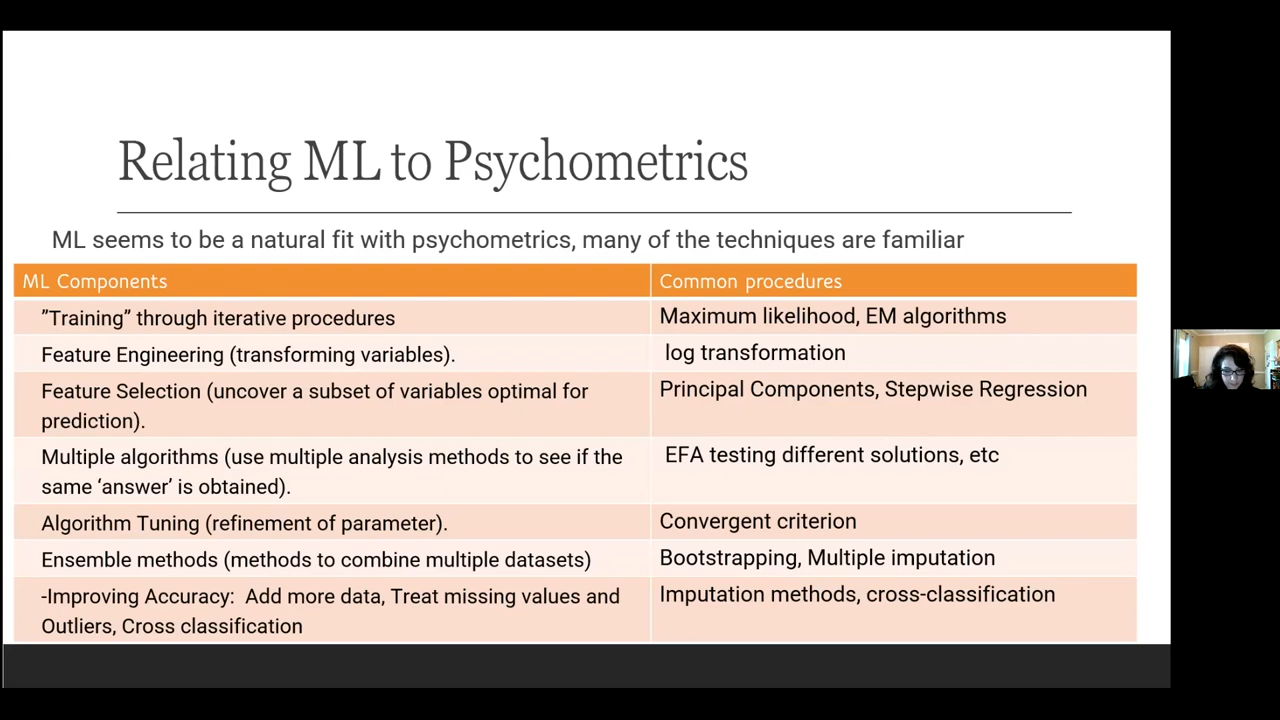 Relating ML to Psychometrics
ML seems to be a natural fit with psychometrics, many of the techniques are familiar
ML Components
Common procedures
”Training” through iterative procedures
Maximum likelihood, EM algorithms
Feature Engineering (transforming variables).
log transformation
Feature Selection (uncover a subset of variables optimal for
prediction).
Principal Components, Stepwise Regression
Multiple algorithms (use multiple analysis methods to see if the
same ‘answer’ is obtained).
EFA testing different solutions, etc
Algorithm Tuning (refinement of parameter).
Convergent criterion
Ensemble methods (methods to combine multiple datasets)
Bootstrapping, Multiple imputation
-Improving Accuracy:  Add more data, Treat missing values and
Outliers, Cross classification
Imputation methods, cross-classification